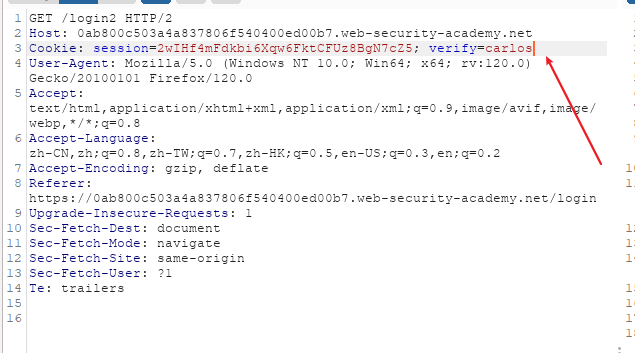 1 GET /login2 HTTP/2
2 Host: 0ab800c503a4a837806f540400ed00b7.web-security-academy.net
3 Cookie: session=2wIHf4mFdkbi6Xqw6FktCFUz8BgN7cZ5; verify=carlos
4 User-Agent: Mozilla/5.0 (Windows NT 10.0; Win64; x64; rv:120.0)
Gecko/20100101 Firefox/120.0
5 Accept:
text/html,application/xhtml+xml,application/xml;q=0.9,image/avif,image/
webp,*/*;q=0.8
6 Accept-Language:
zh-CN,zh;q=0.8,zh-TW;q=0.7,zh-HK;q=0.5,en-US;q=0.3,en;q=0.2
7 Accept-Encoding: gzip, deflate
8 Referer:
https://0ab800c503a4a837806f540400ed00b7.web-security-academy.net/login
9 Upgrade-Insecure-Requests: 1
10 Sec-Fetch-Dest: document
11 Sec-Fetch-Mode: navigate
12 Sec-Fetch-Site: same-origin
13 Sec-Fetch-User: ?1
14 Te: trailers
15
16